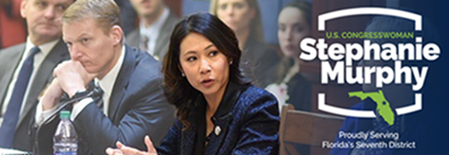 U.S. CONGRESSWOMAN
Stephanie
Murphy
Proudly Serving
Florida's Seventh District